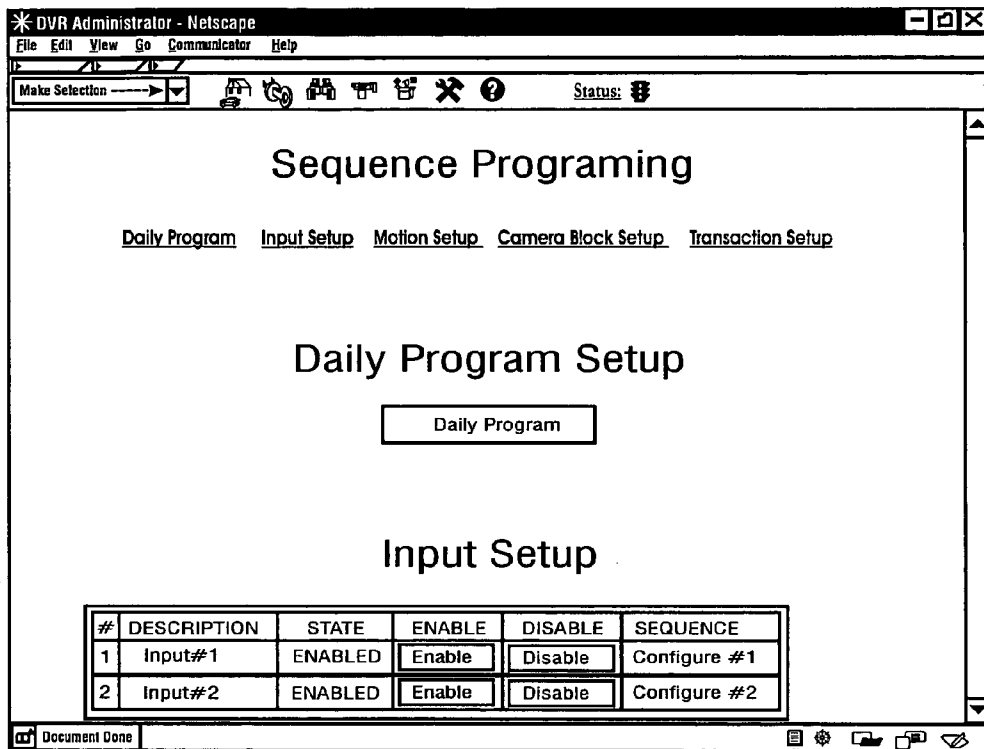 DVR Administrator - Netscape
File Edit View Go Communicator Help
Make Selection
Status:
Sequence Programing
Daily Program Input Setup Motion Setup Camera Block Setup Transaction Setup
Daily Program Setup
Daily Program
Input Setup
# DESCRIPTION STATE ENABLE DISABLE SEQUENCE
1 Input#1 ENABLED Enable Disable Configure #1
2 Input#2 ENABLED Enable Disable Configure #2
Document Done